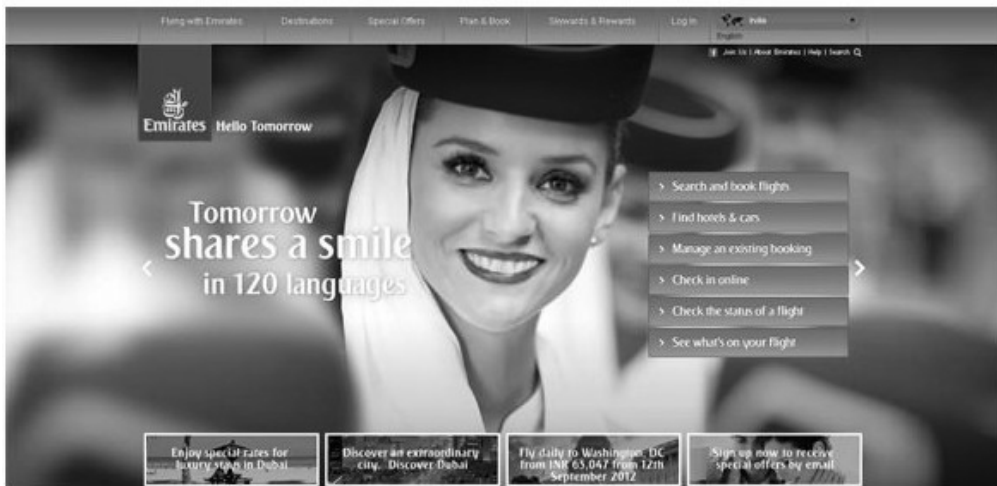 Flying with Emirates
Destinations
Special Offers
Plan & Book
Skywards & Rewards
Log In
India
English
Join Us | About Emirates | Help | Search
Emirates
Hello Tomorrow
Tomorrow
shares a smile
in 120 languages
Search and book flights
Find hotels & cars
Manage an existing booking
Check in online
Check the status of a flight
See what's on your flight
Enjoy special rates for
luxury stays in Dubai
Discover an extraordinary
city. Discover Dubai
Fly daily to Washington, DC
from INR 63,047 from 12th
September 2012
Sign up now to receive
special offers by email